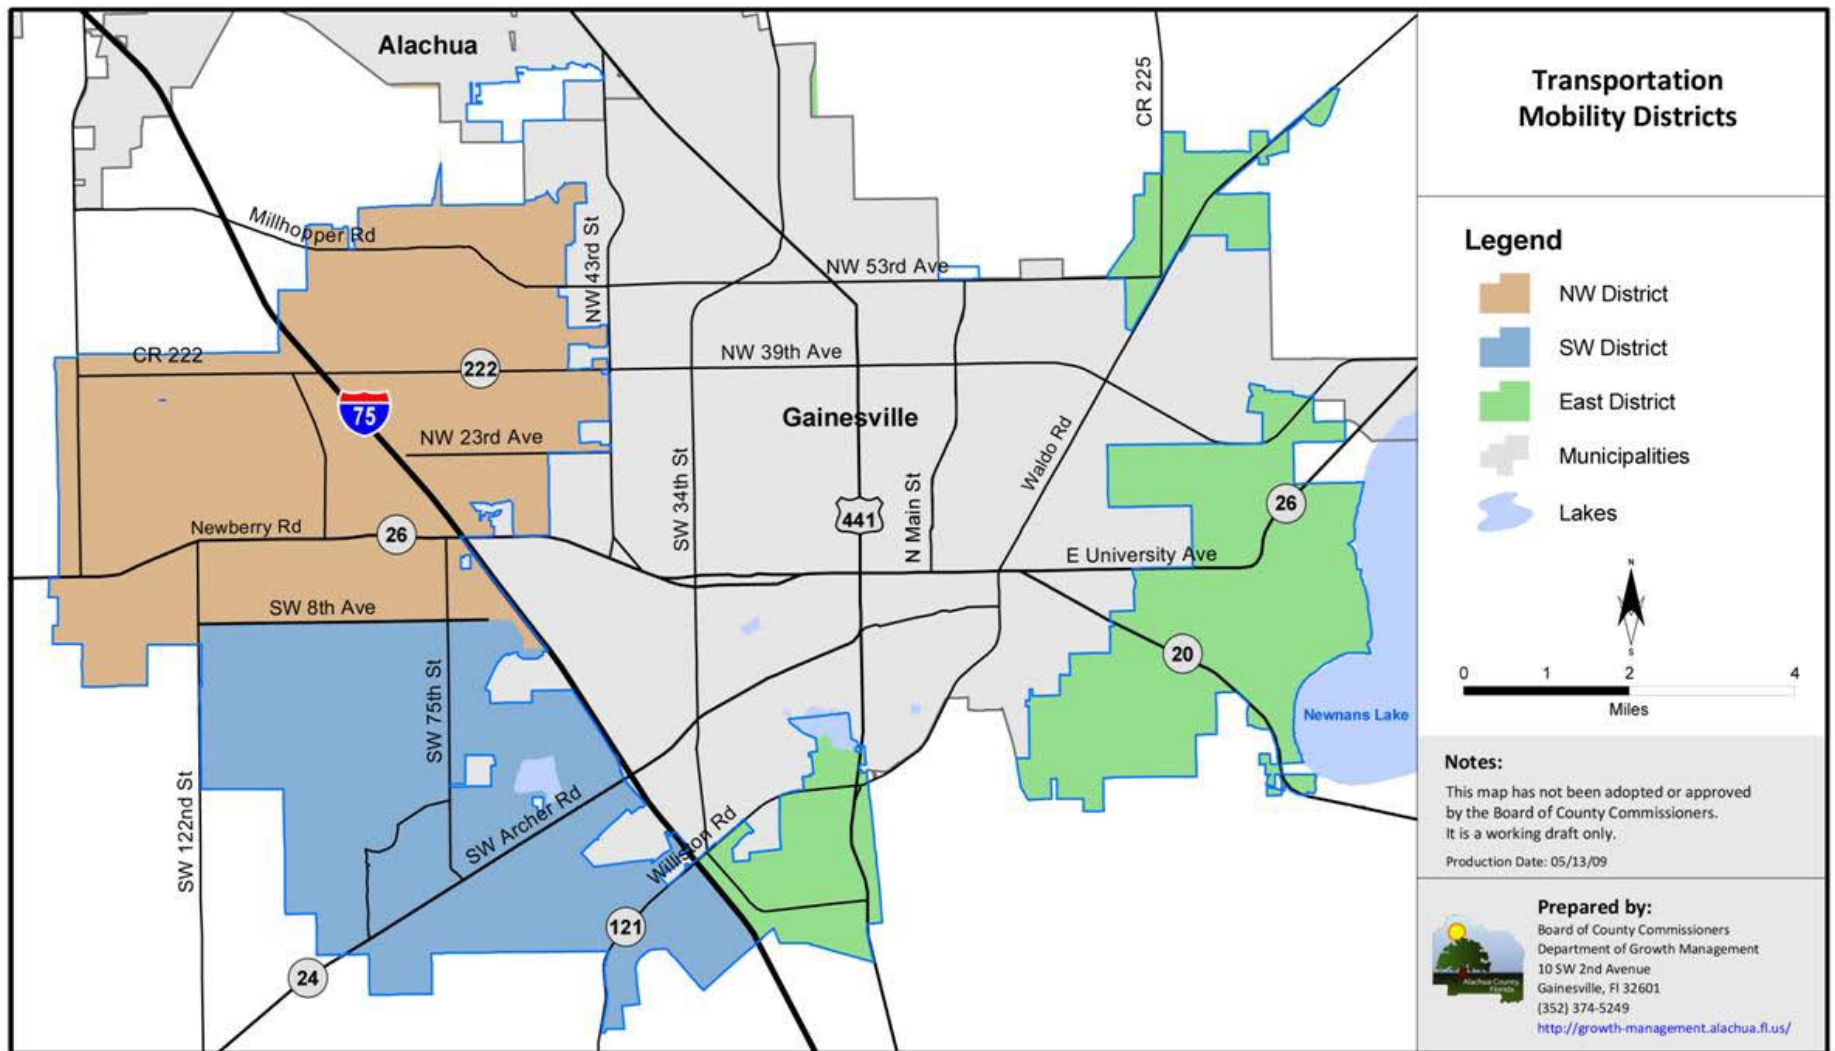 Alachua
CR 225
Millhopper Rd
NW 43rd St
NW 53rd Ave
CR 222
222
NW 39th Ave
75
Gainesville
NW 23rd Ave
SW 34th St
441
N Main St
Waldo Rd
26
Newberry Rd
26
E University Ave
SW 8th Ave
20
SW 75th St
Newnans Lake
SW 122nd St
SW Archer Rd
Williston Rd
121
24
Transportation
Mobility Districts
Legend
NW District
SW District
East District
Municipalities
Lakes
N
S
0 1 2 4
Miles
Notes:
This map has not been adopted or approved
by the Board of County Commissioners.
It is a working draft only.
Production Date: 05/13/09
Prepared by:
Board of County Commissioners
Department of Growth Management
10 SW 2nd Avenue
Gainesville, Fl 32601
(352) 374-5249
http://growth-management.alachua.fl.us/
Alachua County
Florida